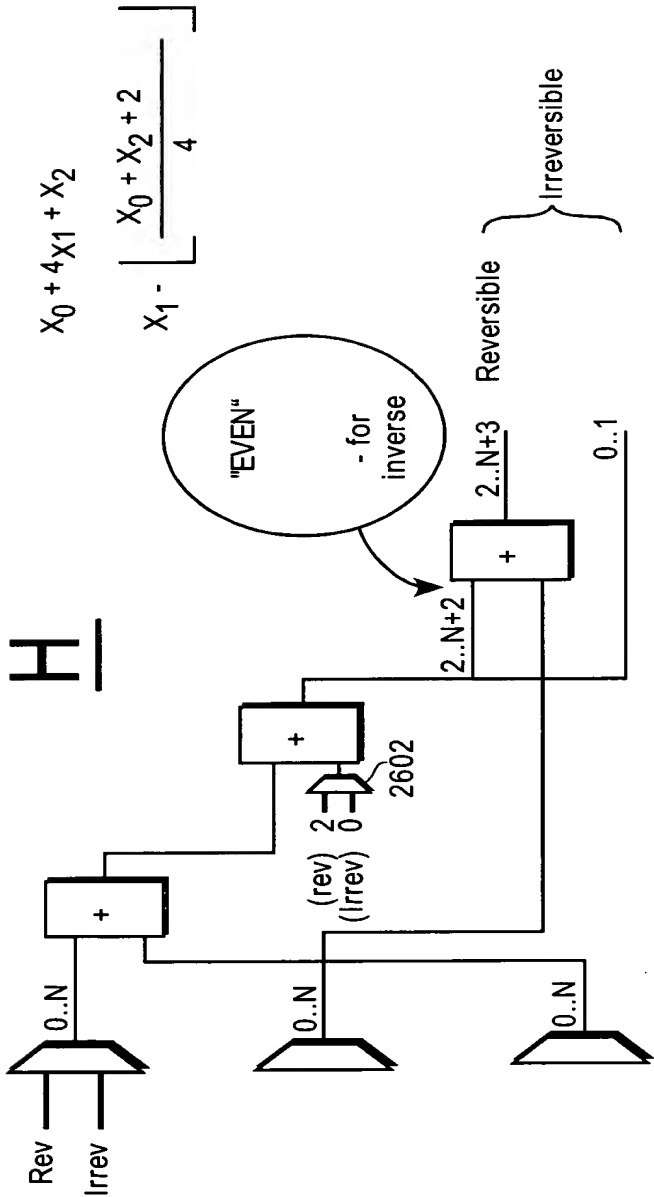 H
X0 + 4X1 + X2
X1 -
X0 + X2 + 2
4
Rev
Irrev
0..N
+
0..N
0..N
+
(rev) 2
(Irrev) 0
2602
2..N+2
"EVEN"
- for
inverse
+
2..N+3
0..1
Reversible
Irreversible